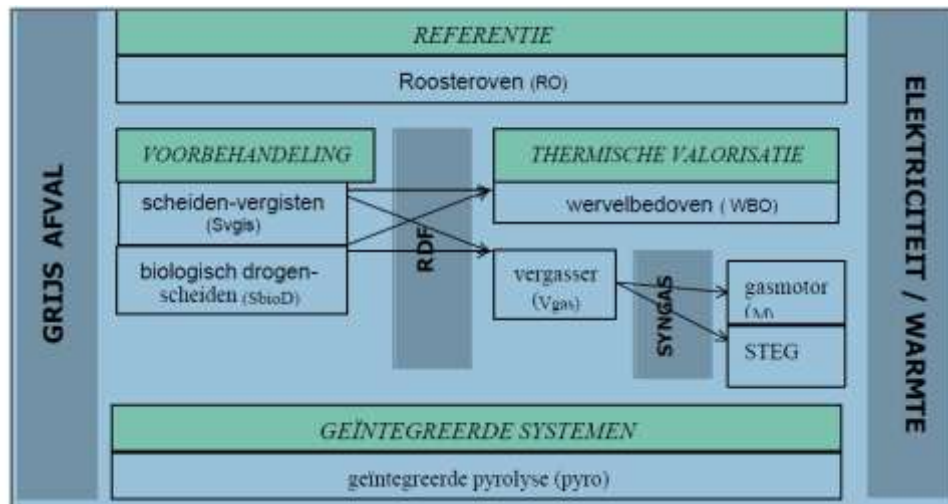 GRIJS AFVAL
REFERENTIE
Roosteroven (RO)
VOORBEHANDELING
scheiden-vergisten
(Svgis)
biologisch drogen-
scheiden (SbioD)
RDF
THERMISCHE VALORISATIE
wervelbedoven ( WBO)
vergasser
(Vgas)
SYNGAS
gasmotor
(M)
STEG
GEÏNTEGREERDE SYSTEMEN
geïntegreerde pyrolyse (pyro)
ELEKTRICITEIT / WARMTE